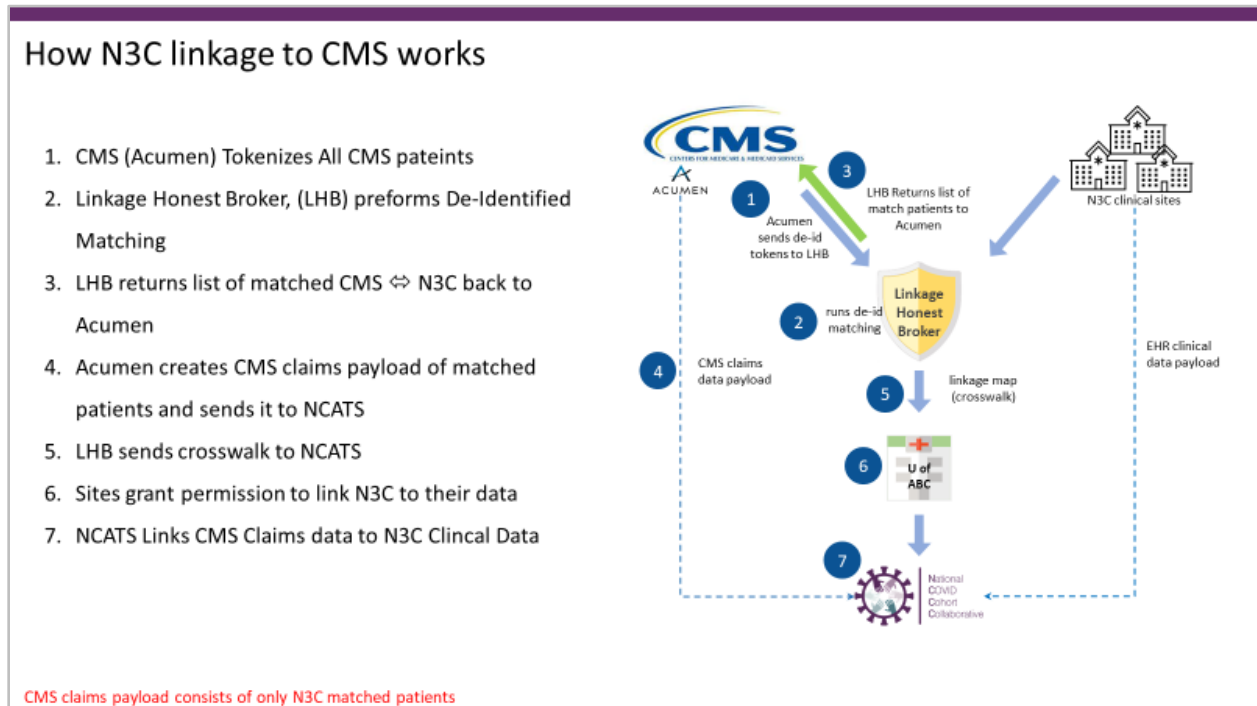 How N3C linkage to CMS works
1. CMS (Acumen) Tokenizes All CMS pateints
2. Linkage Honest Broker, (LHB) preforms De-Identified
Matching
3. LHB returns list of matched CMS ⇔ N3C back to
Acumen
4. Acumen creates CMS claims payload of matched
patients and sends it to NCATS
5. LHB sends crosswalk to NCATS
6. Sites grant permission to link N3C to their data
7. NCATS Links CMS Claims data to N3C Clincal Data
CMS
CENTERS FOR MEDICARE & MEDICAID SERVICES
ACUMEN
1
Acumen
sends de-id
tokens to LHB
3
LHB Returns list of
match patients to
Acumen
N3C clinical sites
Linkage
Honest
Broker
2
runs de-id
matching
4
CMS claims
data payload
EHR clinical
data payload
5
linkage map
(crosswalk)
6
U of
ABC
7
National
COVID
Cohort
Collaborative
CMS claims payload consists of only N3C matched patients